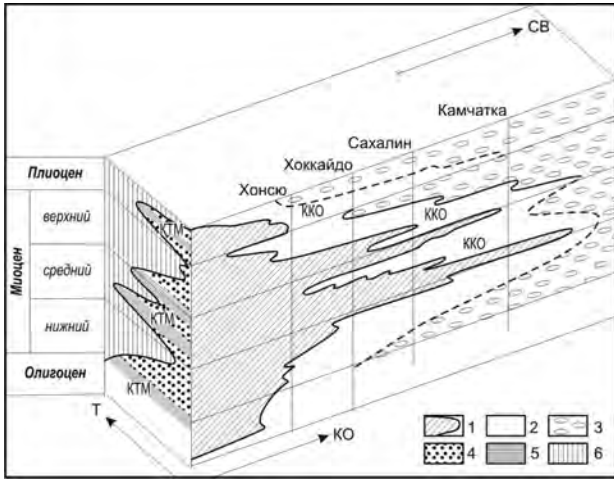 СВ
Камчатка
Сахалин
Хоккайдо
Хонсю
Плиоцен
Миоцен
верхний
средний
нижний
Олигоцен
КТМ
КТМ
КТМ
ККО
ККО
ККО
Т
КО
1 2 3
4 5 6